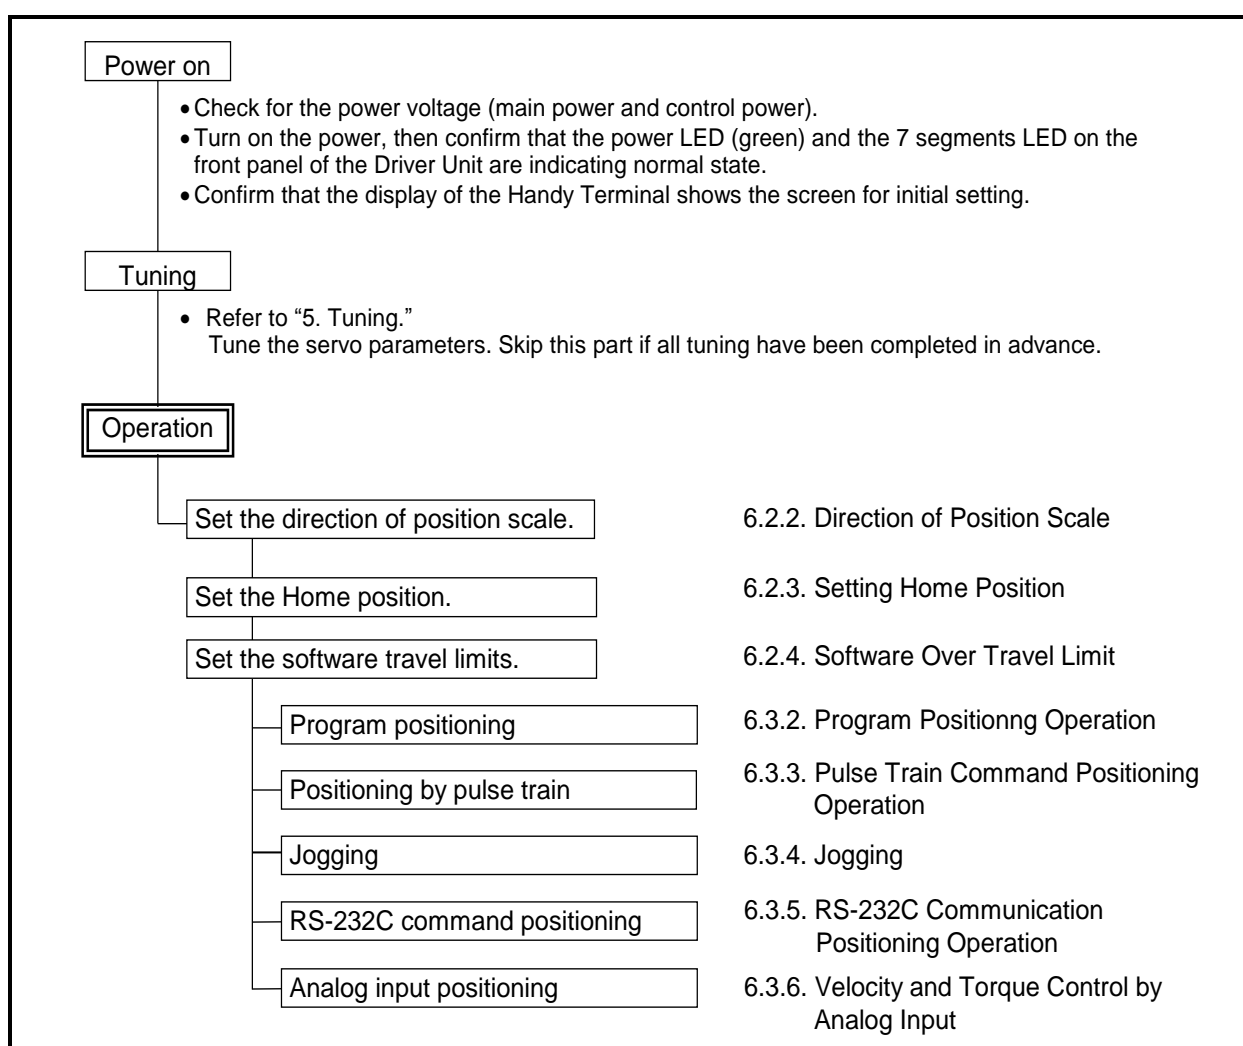 Power on
•Check for the power voltage (main power and control power).
•Turn on the power, then confirm that the power LED (green) and the 7 segments LED on the
front panel of the Driver Unit are indicating normal state.
•Confirm that the display of the Handy Terminal shows the screen for initial setting.
Tuning
• Refer to “5. Tuning.”
Tune the servo parameters. Skip this part if all tuning have been completed in advance.
Operation
Set the direction of position scale. 6.2.2. Direction of Position Scale
Set the Home position. 6.2.3. Setting Home Position
Set the software travel limits. 6.2.4. Software Over Travel Limit
Program positioning 6.3.2. Program Positionng Operation
Positioning by pulse train 6.3.3. Pulse Train Command Positioning
Operation
Jogging 6.3.4. Jogging
RS-232C command positioning 6.3.5. RS-232C Communication
Positioning Operation
Analog input positioning 6.3.6. Velocity and Torque Control by
Analog Input